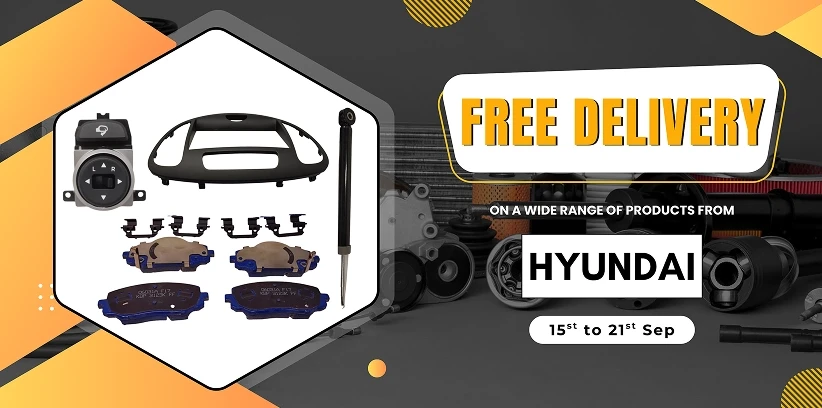 FREE DELIVERY
ON A WIDE RANGE OF PRODUCTS FROM
HYUNDAI
15st to 21st Sep
L R